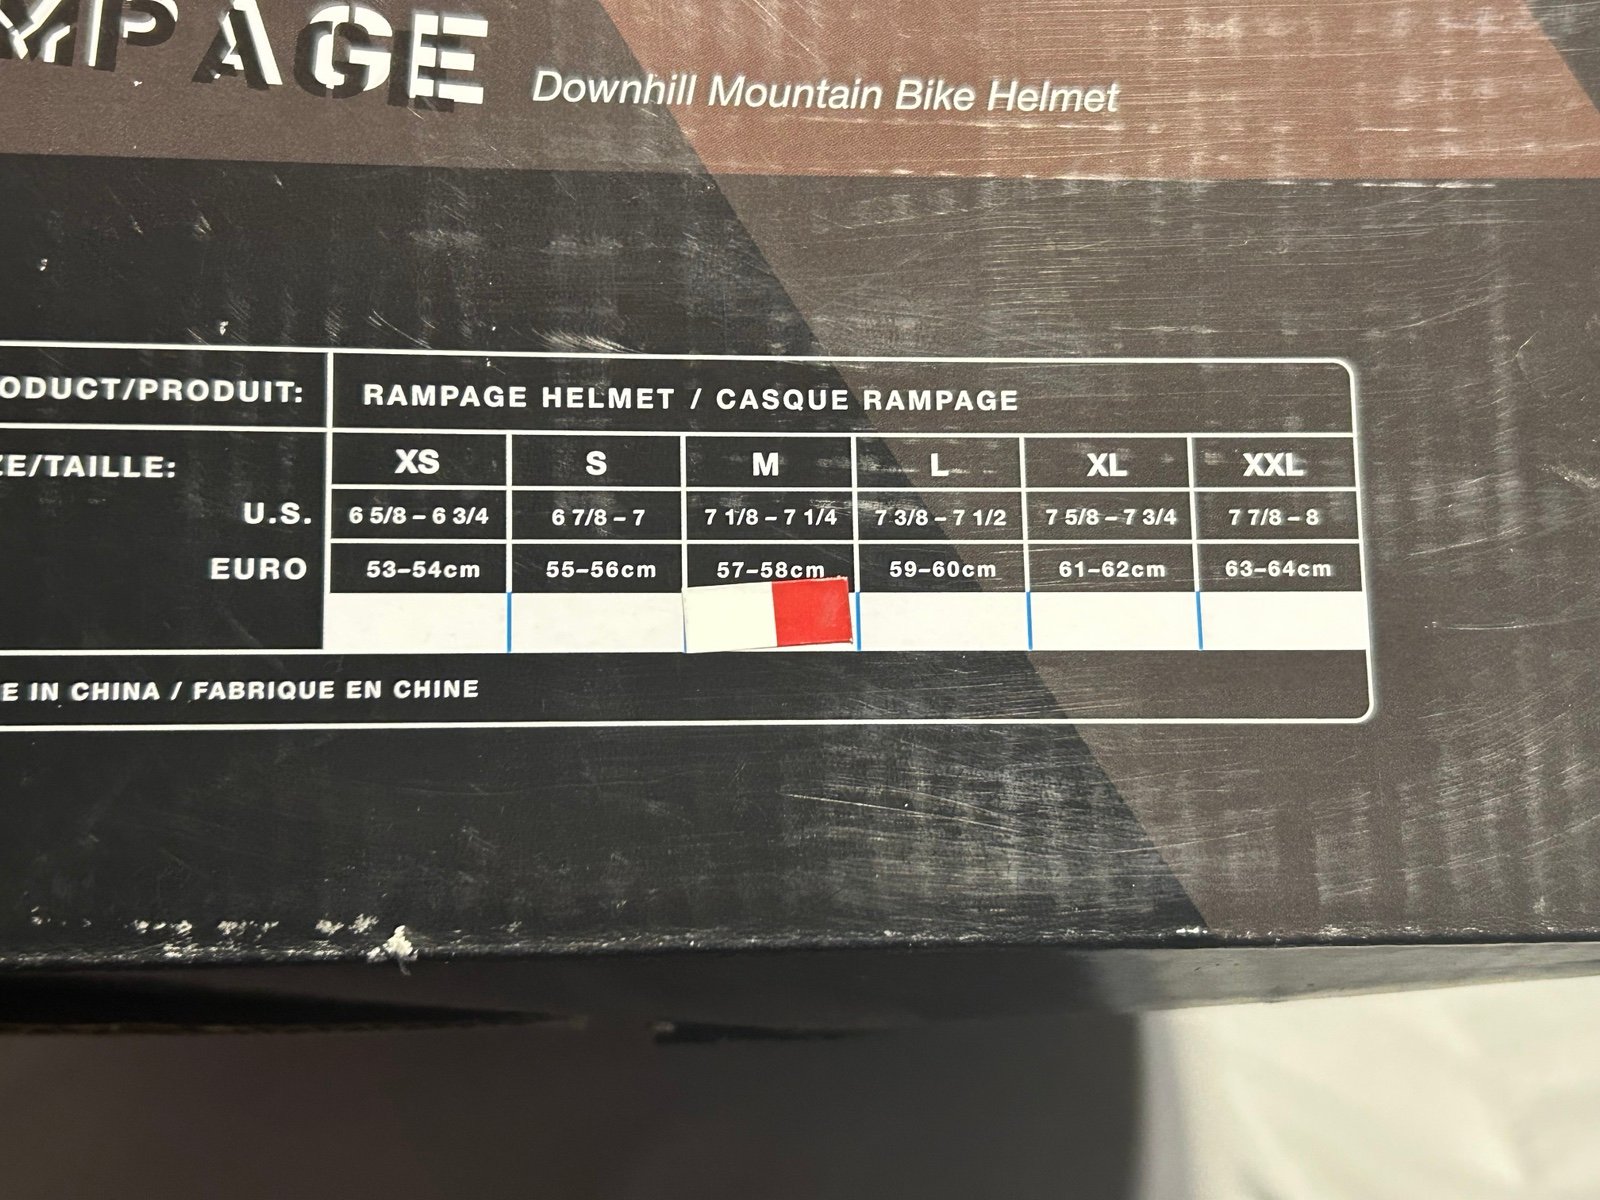 MPAGE Downhill Mountain Bike Helmet
ODUCT/PRODUIT: RAMPAGE HELMET / CASQUE RAMPAGE
ZE/TAILLE: XS S M L XL XXL
U.S. 6 5/8 – 6 3/4 6 7/8 – 7 7 1/8 – 7 1/4 7 3/8 – 7 1/2 7 5/8 – 7 3/4 7 7/8 – 8
EURO 53–54cm 55–56cm 57–58cm 59–60cm 61–62cm 63–64cm
E IN CHINA / FABRIQUE EN CHINE